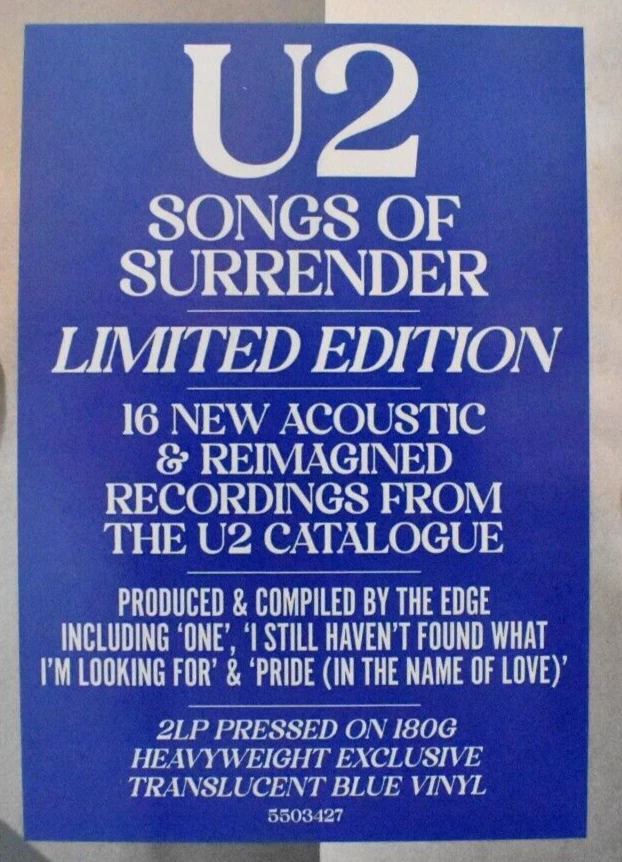 U2
SONGS OF
SURRENDER
LIMITED EDITION
16 NEW ACOUSTIC
& REIMAGINED
RECORDINGS FROM
THE U2 CATALOGUE
PRODUCED & COMPILED BY THE EDGE
INCLUDING ‘ONE’, ‘I STILL HAVEN’T FOUND WHAT
I’M LOOKING FOR’ & ‘PRIDE (IN THE NAME OF LOVE)’
2LP PRESSED ON 180G
HEAVYWEIGHT EXCLUSIVE
TRANSLUCENT BLUE VINYL
5503427